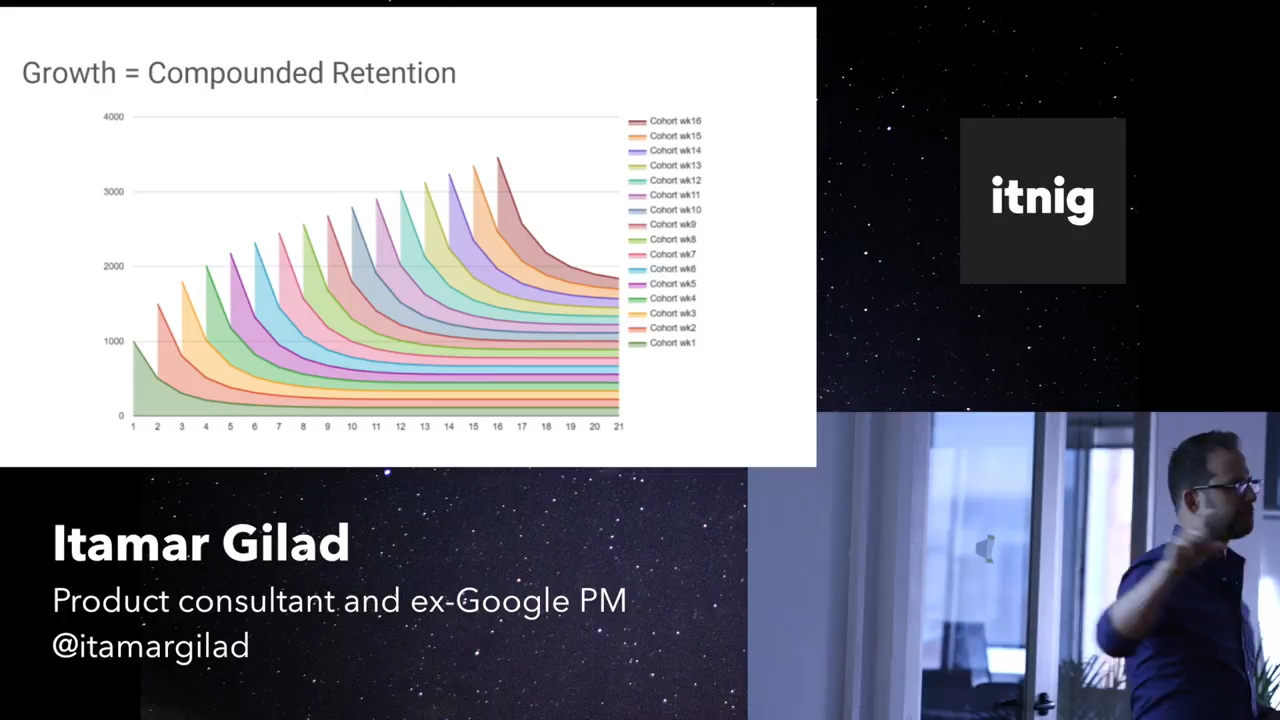 Growth = Compounded Retention
4000
3000
2000
1000
0
1 2 3 4 5 6 7 8 9 10 11 12 13 14 15 16 17 18 19 20 21
Cohort wk16
Cohort wk15
Cohort wk14
Cohort wk13
Cohort wk12
Cohort wk11
Cohort wk10
Cohort wk9
Cohort wk8
Cohort wk7
Cohort wk6
Cohort wk5
Cohort wk4
Cohort wk3
Cohort wk2
Cohort wk1
itnig
Itamar Gilad
Product consultant and ex-Google PM
@itamargilad